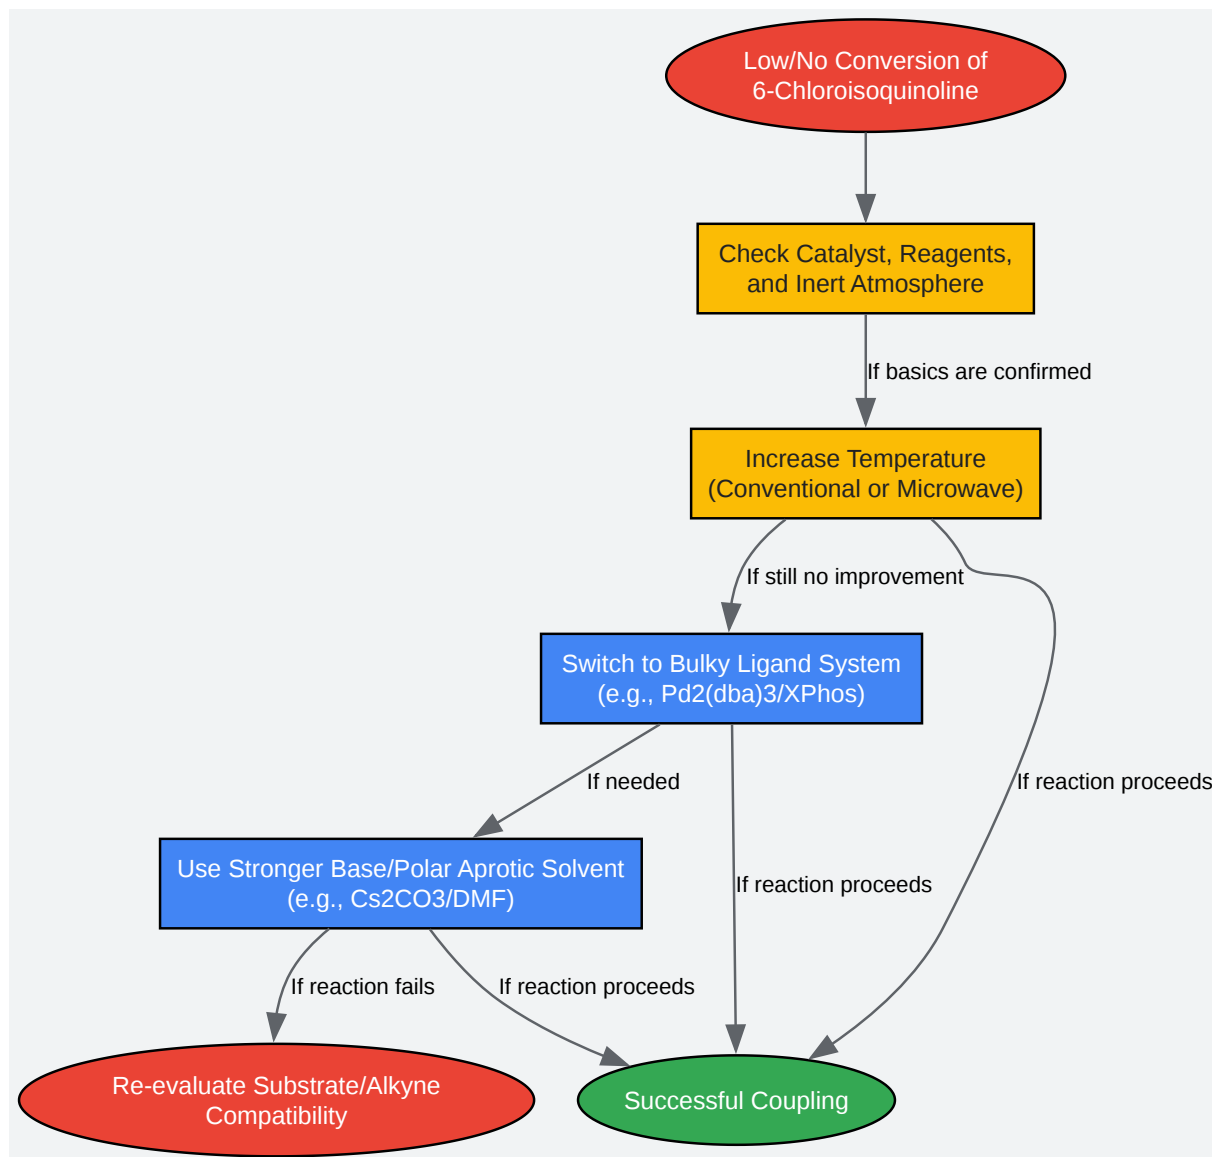 Low/No Conversion of
6-Chloroisoquinoline
Check Catalyst, Reagents,
and Inert Atmosphere
If basics are confirmed
Increase Temperature
(Conventional or Microwave)
If still no improvement
Switch to Bulky Ligand System
(e.g., Pd2(dba)3/XPhos)
If needed
If reaction proceeds
Use Stronger Base/Polar Aprotic Solvent
(e.g., Cs2CO3/DMF)
If reaction proceeds
If reaction fails
If reaction proceeds
Re-evaluate Substrate/Alkyne
Compatibility
Successful Coupling